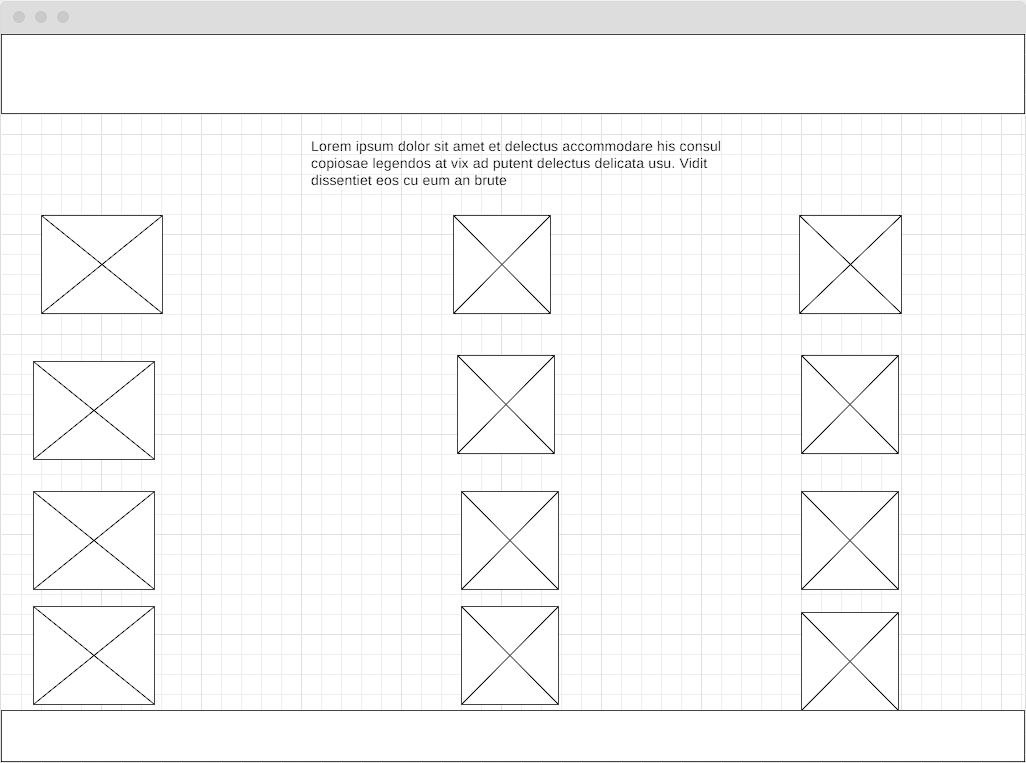 Lorem ipsum dolor sit amet et delectus accommodare his consul
copiosae legendos at vix ad putent delectus delicata usu. Vidit
dissentiet eos cu eum an brute